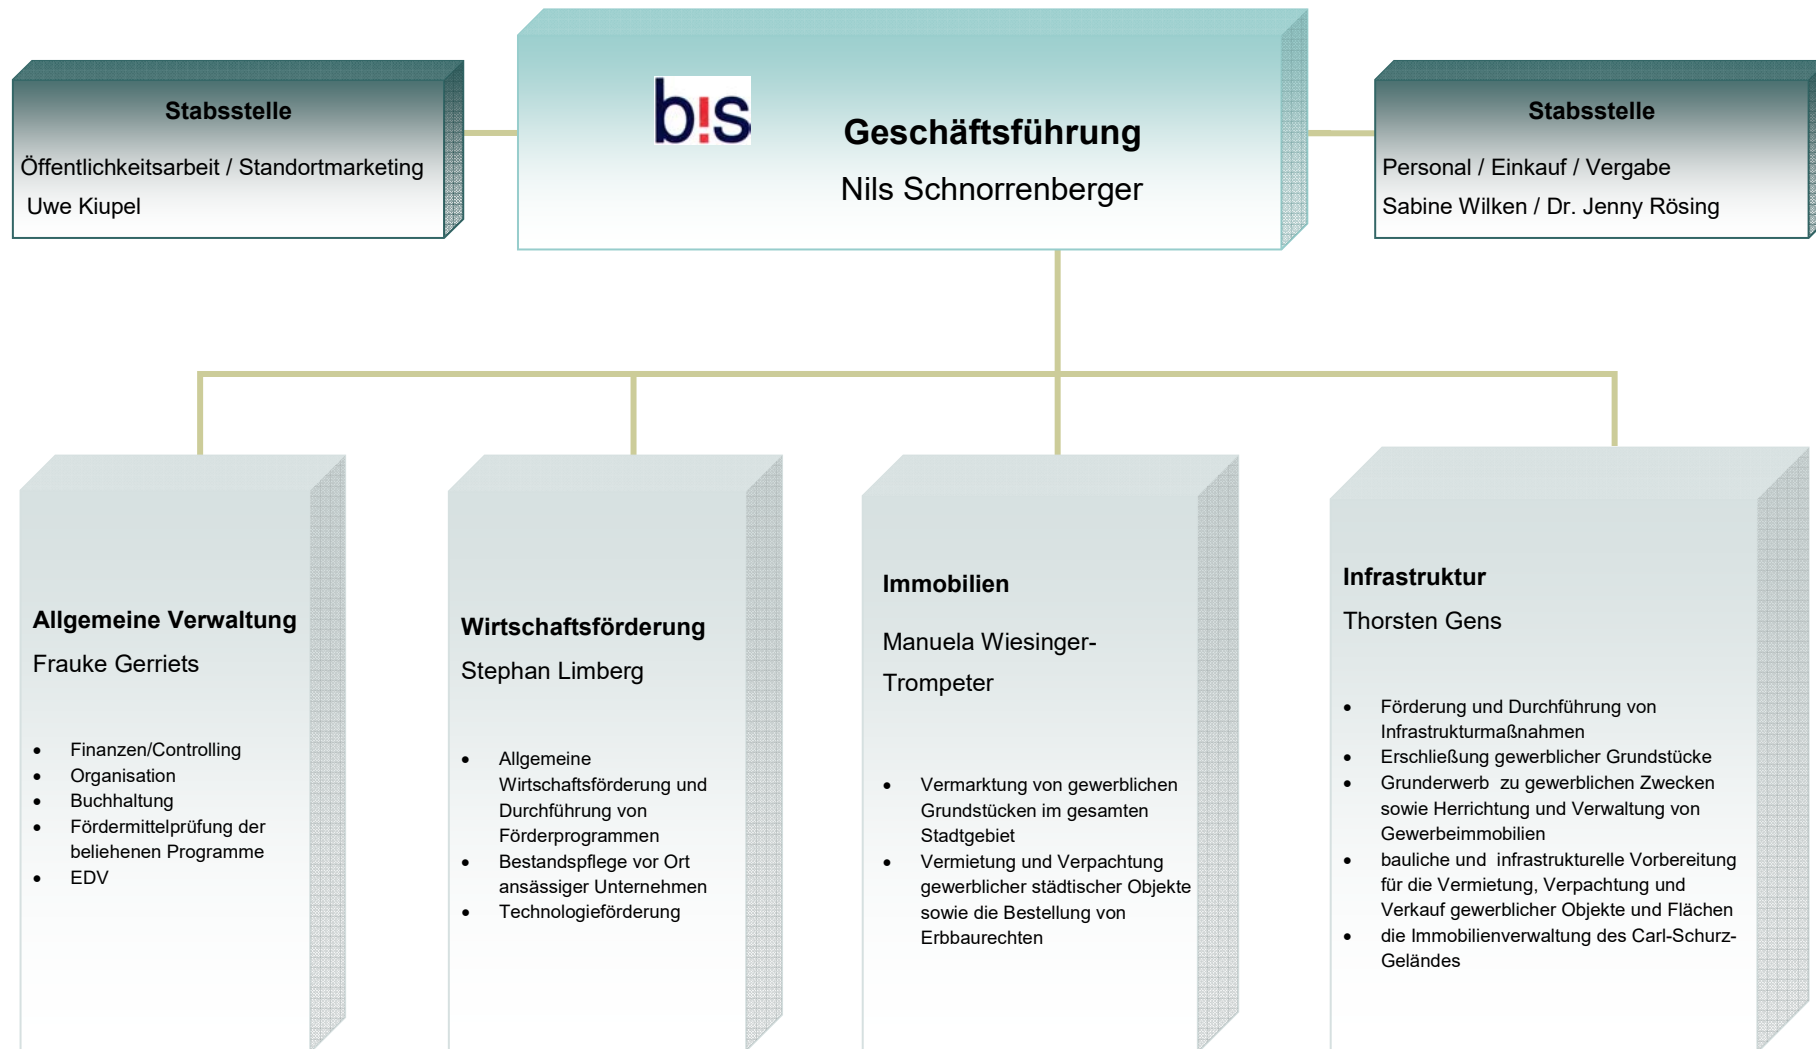 Stabsstelle
Öffentlichkeitsarbeit / Standortmarketing
Uwe Kiupel
b!s
Geschäftsführung
Nils Schnorrenberger
Stabsstelle
Personal / Einkauf / Vergabe
Sabine Wilken / Dr. Jenny Rösing
Allgemeine Verwaltung
Frauke Gerriets
• Finanzen/Controlling
• Organisation
• Buchhaltung
• Fördermittelprüfung der
beliehenen Programme
• EDV
Wirtschaftsförderung
Stephan Limberg
• Allgemeine
Wirtschaftsförderung und
Durchführung von
Förderprogrammen
• Bestandspflege vor Ort
ansässiger Unternehmen
• Technologieförderung
Immobilien
Manuela Wiesinger-
Trompeter
• Vermarktung von gewerblichen
Grundstücken im gesamten
Stadtgebiet
• Vermietung und Verpachtung
gewerblicher städtischer Objekte
sowie die Bestellung von
Erbbaurechten
Infrastruktur
Thorsten Gens
• Förderung und Durchführung von
Infrastrukturmaßnahmen
• Erschließung gewerblicher Grundstücke
• Grunderwerb zu gewerblichen Zwecken
sowie Herrichtung und Verwaltung von
Gewerbeimmobilien
• bauliche und infrastrukturelle Vorbereitung
für die Vermietung, Verpachtung und
Verkauf gewerblicher Objekte und Flächen
• die Immobilienverwaltung des Carl-Schurz-
Geländes